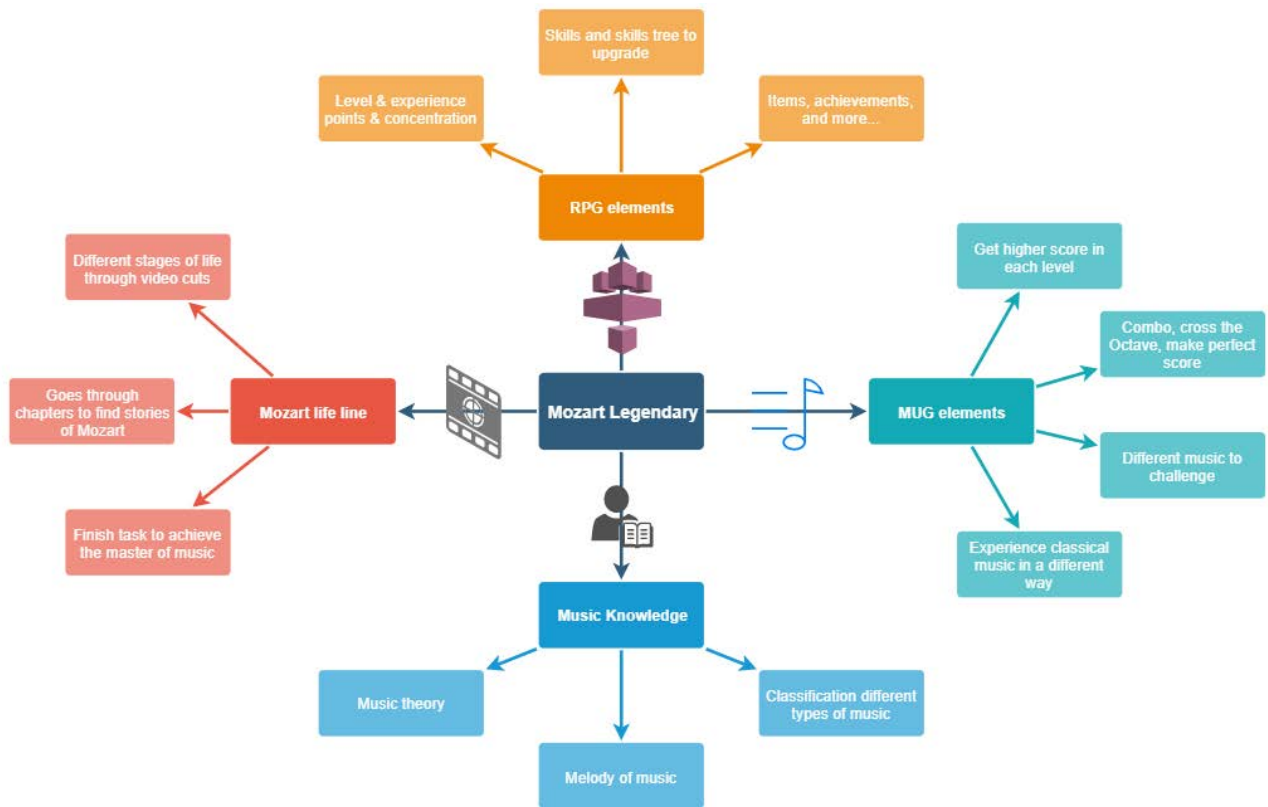 Skills and skills tree to
upgrade
Level & experience
points & concentration
Items, achievements,
and more...
RPG elements
Different stages of life
through video cuts
Get higher score in
each level
Combo, cross the
Octave, make perfect
score
Goes through
chapters to find stories
of Mozart
Mozart life line
Mozart Legendary
MUG elements
Different music to
challenge
Finish task to achieve
the master of music
Experience classical
music in a different
way
Music Knowledge
Music theory
Classification different
types of music
Melody of music